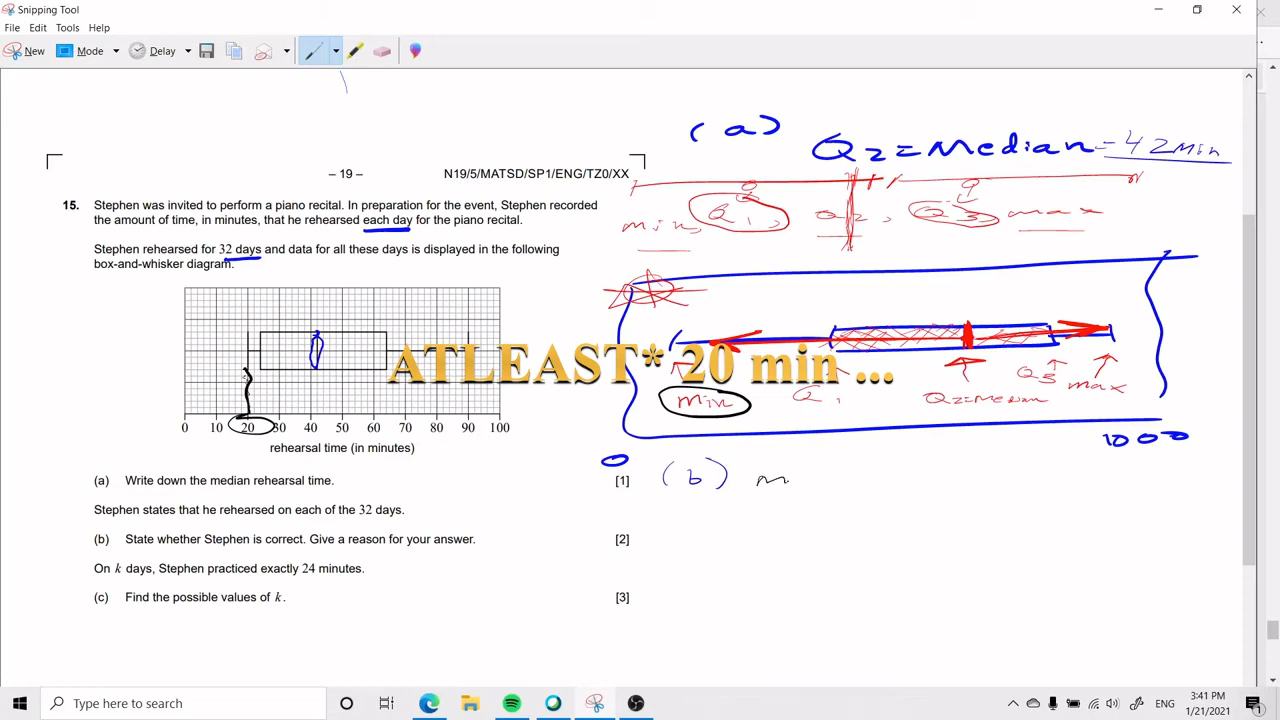 Snipping Tool
File Edit Tools Help
New Mode Delay
(a)
Q2=Median=42Min
– 19 –
N19/5/MATSD/SP1/ENG/TZ0/XX
15. Stephen was invited to perform a piano recital. In preparation for the event, Stephen recorded
the amount of time, in minutes, that he rehearsed each day for the piano recital.
Stephen rehearsed for 32 days and data for all these days is displayed in the following
box-and-whisker diagram.
min, Q1, Q2, Q3, max
ATLEAST* 20 min ...
min Q1 Q2=Median Q3 max
0 10 20 30 40 50 60 70 80 90 100
rehearsal time (in minutes)
0 1000
(a) Write down the median rehearsal time. [1]
(b) m
Stephen states that he rehearsed on each of the 32 days.
(b) State whether Stephen is correct. Give a reason for your answer. [2]
On k days, Stephen practiced exactly 24 minutes.
(c) Find the possible values of k. [3]
Type here to search
ENG
3:41 PM
1/21/2021